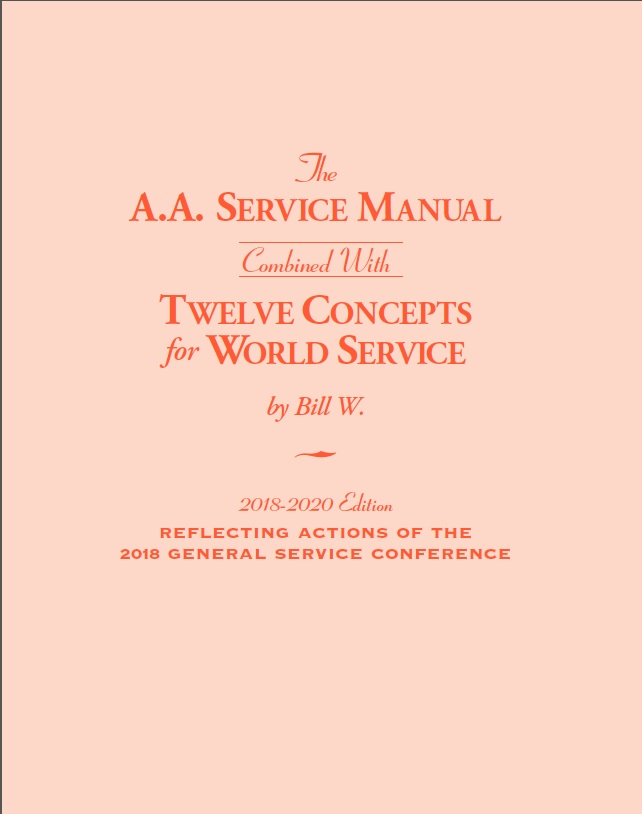 The
A.A. SERVICE MANUAL
Combined With
TWELVE CONCEPTS
for WORLD SERVICE
by Bill W.
2018-2020 Edition
REFLECTING ACTIONS OF THE
2018 GENERAL SERVICE CONFERENCE